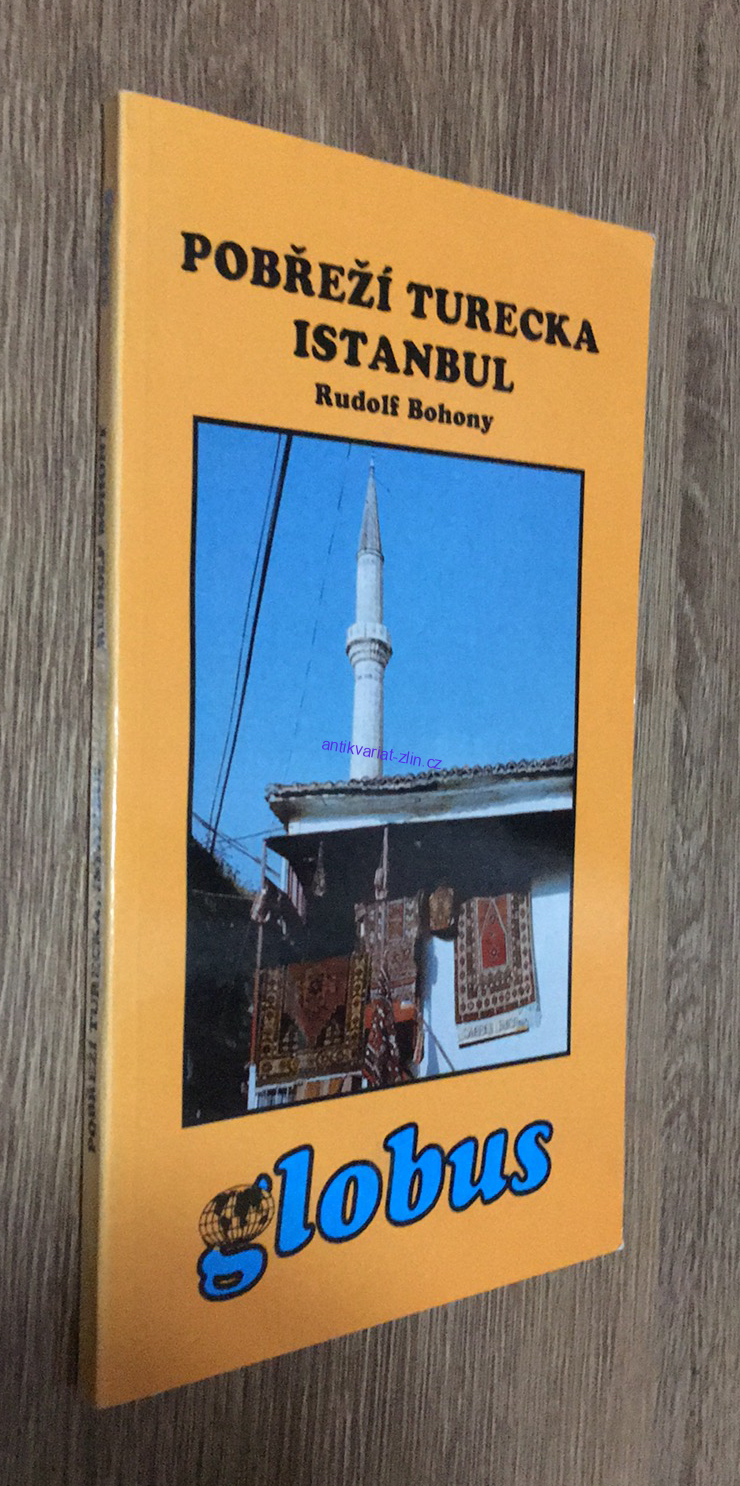 POBŘEŽÍ TURECKA
ISTANBUL
Rudolf Bohony
antikvariat-zlin.cz
globus
POBŘEŽÍ TURECKA, ISTANBUL
RUDOLF BOHONY